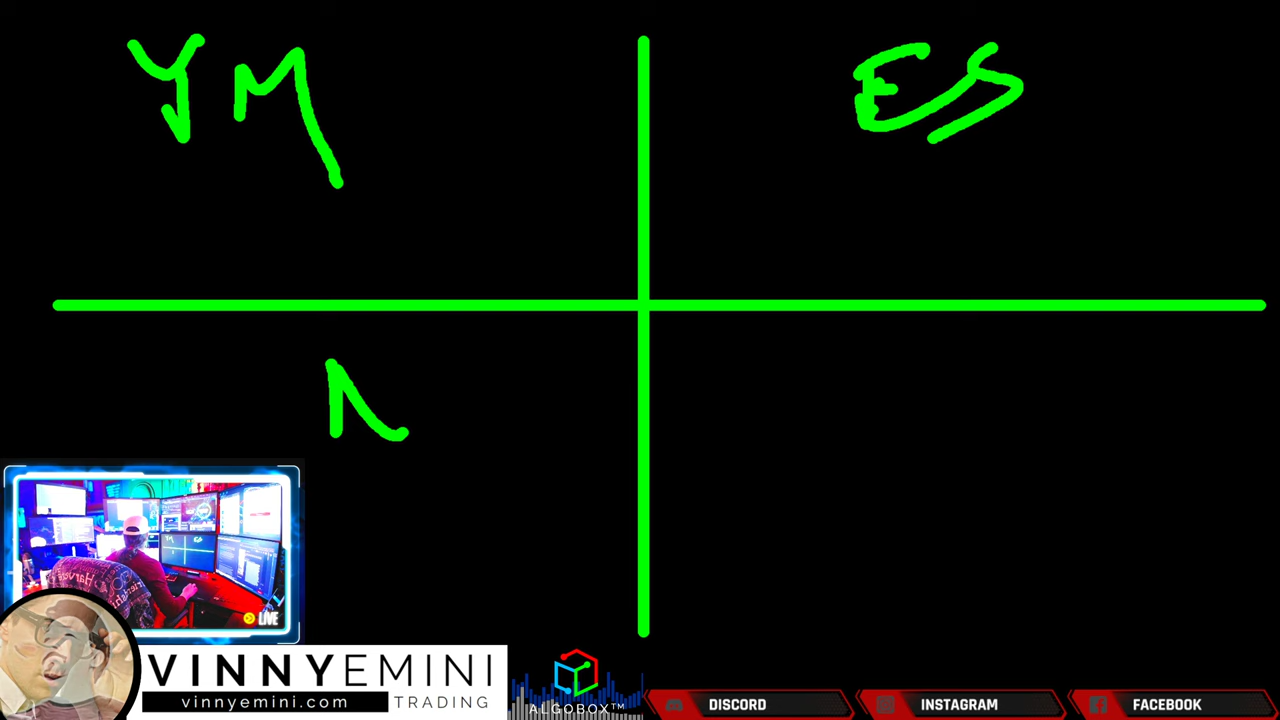 YM
ES
LIVE
VINNYEMINI
vinnyemini.com TRADING
ALGOBOX™
DISCORD
INSTAGRAM
FACEBOOK